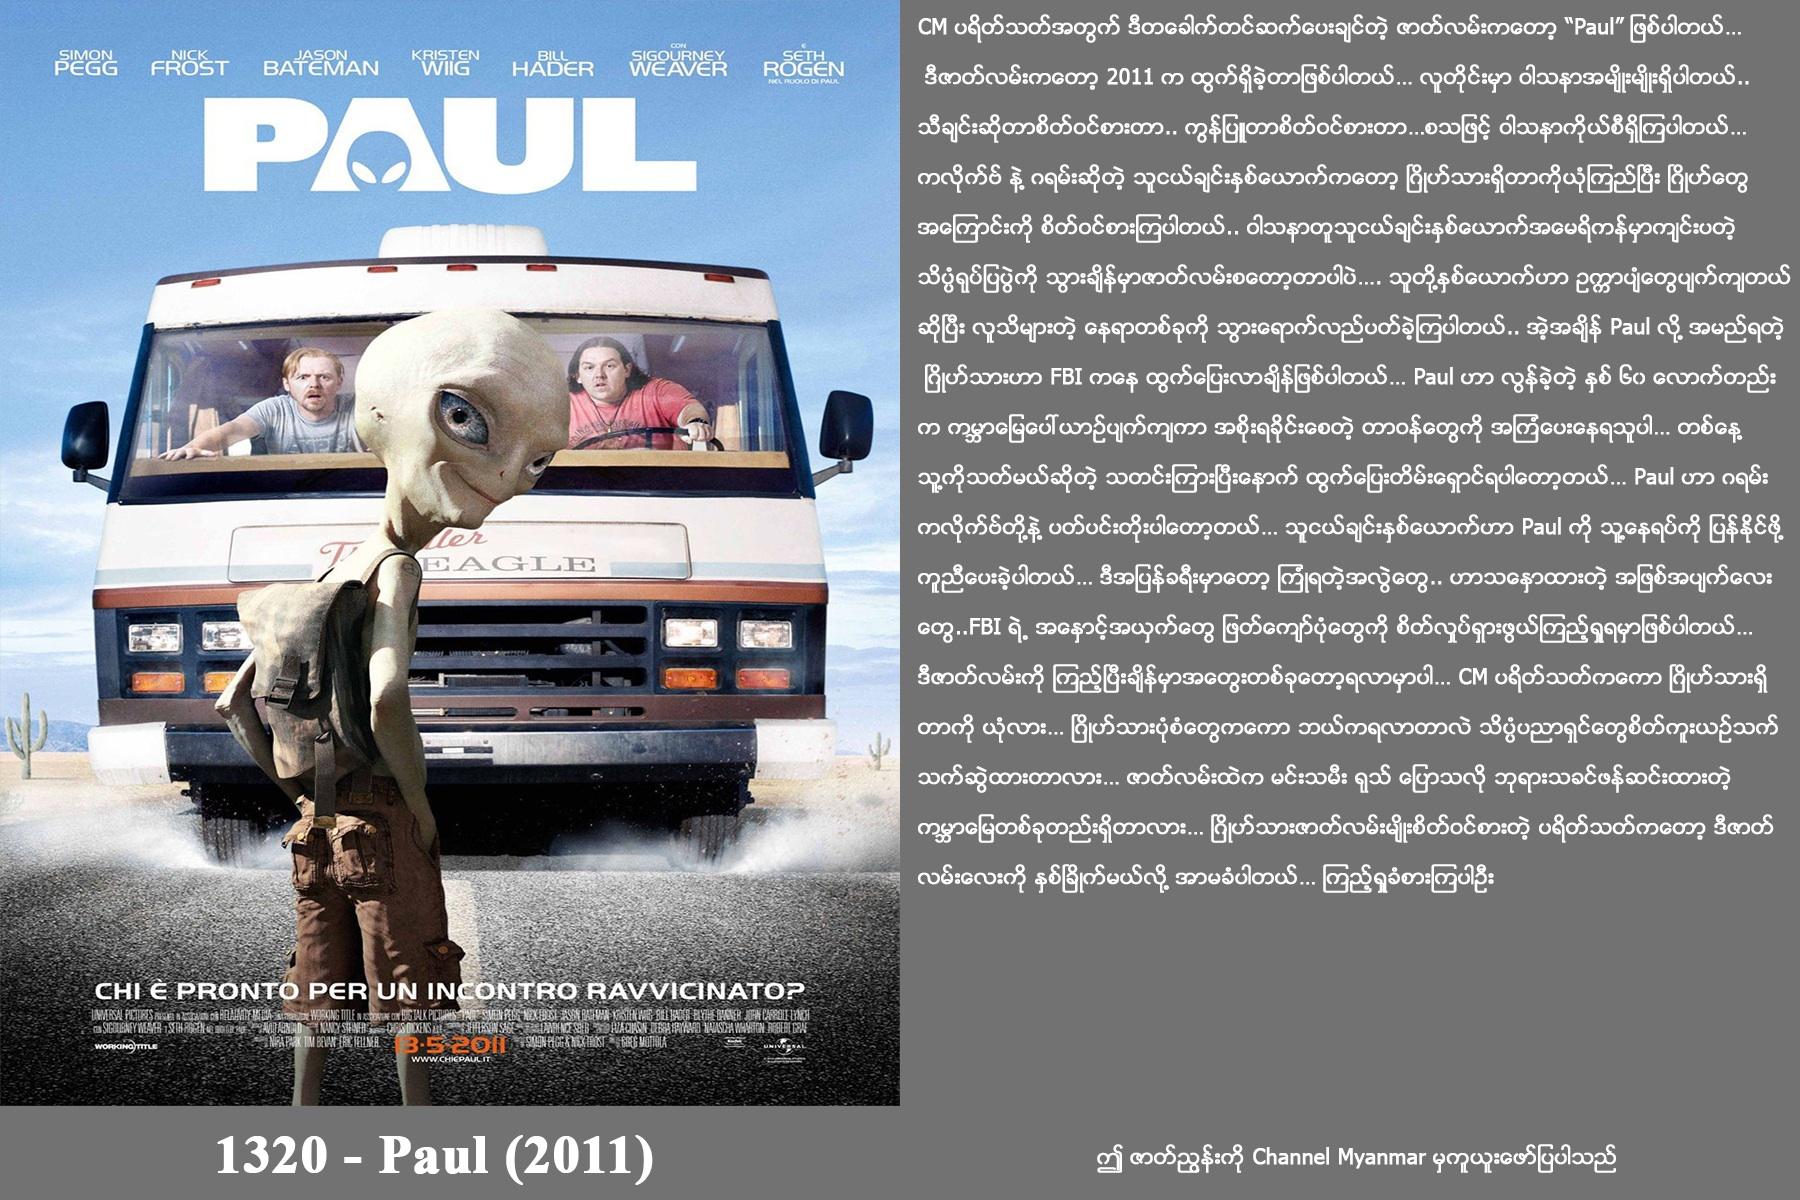 SIMON PEGG NICK FROST JASON BATEMAN KRISTEN WIIG BILL HADER CON SIGOURNEY WEAVER E SETH ROGEN NEL RUOLO DI PAUL
PAUL
EAGLE
CHI È PRONTO PER UN INCONTRO RAVVICINATO?
WORKING TITLE
13·5·2011
WWW.CHIEPAUL.IT
UNIVERSAL
1320 - Paul (2011)
CM ပရိတ်သတ်အတွက် ဒီတခေါက်တင်ဆက်ပေးချင်တဲ့ ဇာတ်လမ်းကတော့ “Paul” ဖြစ်ပါတယ်...
ဒီဇာတ်လမ်းကတော့ 2011 က ထွက်ရှိခဲ့တာဖြစ်ပါတယ်... လူတိုင်းမှာ ဝါသနာအမျိုးမျိုးရှိပါတယ်..
သီချင်းဆိုတာစိတ်ဝင်စားတာ.. ကွန်ပြူတာစိတ်ဝင်စားတာ...စသဖြင့် ဝါသနာကိုယ်စီရှိကြပါတယ်...
ကလိုက်ဗ် နဲ့ ဂရမ်းဆိုတဲ့ သူငယ်ချင်းနှစ်ယောက်ကတော့ ဂြိုဟ်သားရှိတာကိုယုံကြည်ပြီး ဂြိုဟ်တွေ
အကြောင်းကို စိတ်ဝင်စားကြပါတယ်.. ဝါသနာတူသူငယ်ချင်းနှစ်ယောက်အမေရိကန်မှာကျင်းပတဲ့
သိပ္ပံရုပ်ပြပွဲကို သွားချိန်မှာဇာတ်လမ်းစတော့တာပါပဲ.... သူတို့နှစ်ယောက်ဟာ ဥက္ကာပျံတွေပျက်ကျတယ်
ဆိုပြီး လူသိများတဲ့ နေရာတစ်ခုကို သွားရောက်လည်ပတ်ခဲ့ကြပါတယ်.. အဲ့အချိန် Paul လို့ အမည်ရတဲ့
ဂြိုဟ်သားဟာ FBI ကနေ ထွက်ပြေးလာချိန်ဖြစ်ပါတယ်... Paul ဟာ လွန်ခဲ့တဲ့ နှစ် ၆၀ လောက်တည်း
က ကမ္ဘာမြေပေါ်ယာဉ်ပျက်ကျကာ အစိုးရခိုင်းစေတဲ့ တာဝန်တွေကို အကြံပေးနေရသူပါ... တစ်နေ့
သူ့ကိုသတ်မယ်ဆိုတဲ့ သတင်းကြားပြီးနောက် ထွက်ပြေးတိမ်းရှောင်ရပါတော့တယ်... Paul ဟာ ဂရမ်း
ကလိုက်ဗ်တို့နဲ့ ပတ်ပင်းတိုးပါတော့တယ်... သူငယ်ချင်းနှစ်ယောက်ဟာ Paul ကို သူ့နေရပ်ကို ပြန်နိုင်ဖို့
ကူညီပေးခဲ့ပါတယ်... ဒီအပြန်ခရီးမှာတော့ ကြုံရတဲ့အလွဲတွေ.. ဟာသနှောထားတဲ့ အဖြစ်အပျက်လေး
တွေ..FBI ရဲ့ အနှောင့်အယှက်တွေ ဖြတ်ကျော်ပုံတွေကို စိတ်လှုပ်ရှားဖွယ်ကြည့်ရှုရမှာဖြစ်ပါတယ်...
ဒီဇာတ်လမ်းကို ကြည့်ပြီးချိန်မှာအတွေးတစ်ခုတော့ရလာမှာပါ... CM ပရိတ်သတ်ကကော ဂြိုဟ်သားရှိ
တာကို ယုံလား... ဂြိုဟ်သားပုံစံတွေကကော ဘယ်ကရလာတာလဲ သိပ္ပံပညာရှင်တွေစိတ်ကူးယဉ်သက်
သက်ဆွဲထားတာလား... ဇာတ်လမ်းထဲက မင်းသမီး ရုသ် ပြောသလို ဘုရားသခင်ဖန်ဆင်းထားတဲ့
ကမ္ဘာမြေတစ်ခုတည်းရှိတာလား... ဂြိုဟ်သားဇာတ်လမ်းမျိုးစိတ်ဝင်စားတဲ့ ပရိတ်သတ်ကတော့ ဒီဇာတ်
လမ်းလေးကို နှစ်ခြိုက်မယ်လို့ အာမခံပါတယ်... ကြည့်ရှုခံစားကြပါဦး
ဤ ဇာတ်ညွှန်းကို Channel Myanmar မှကူယူးဖော်ပြပါသည်